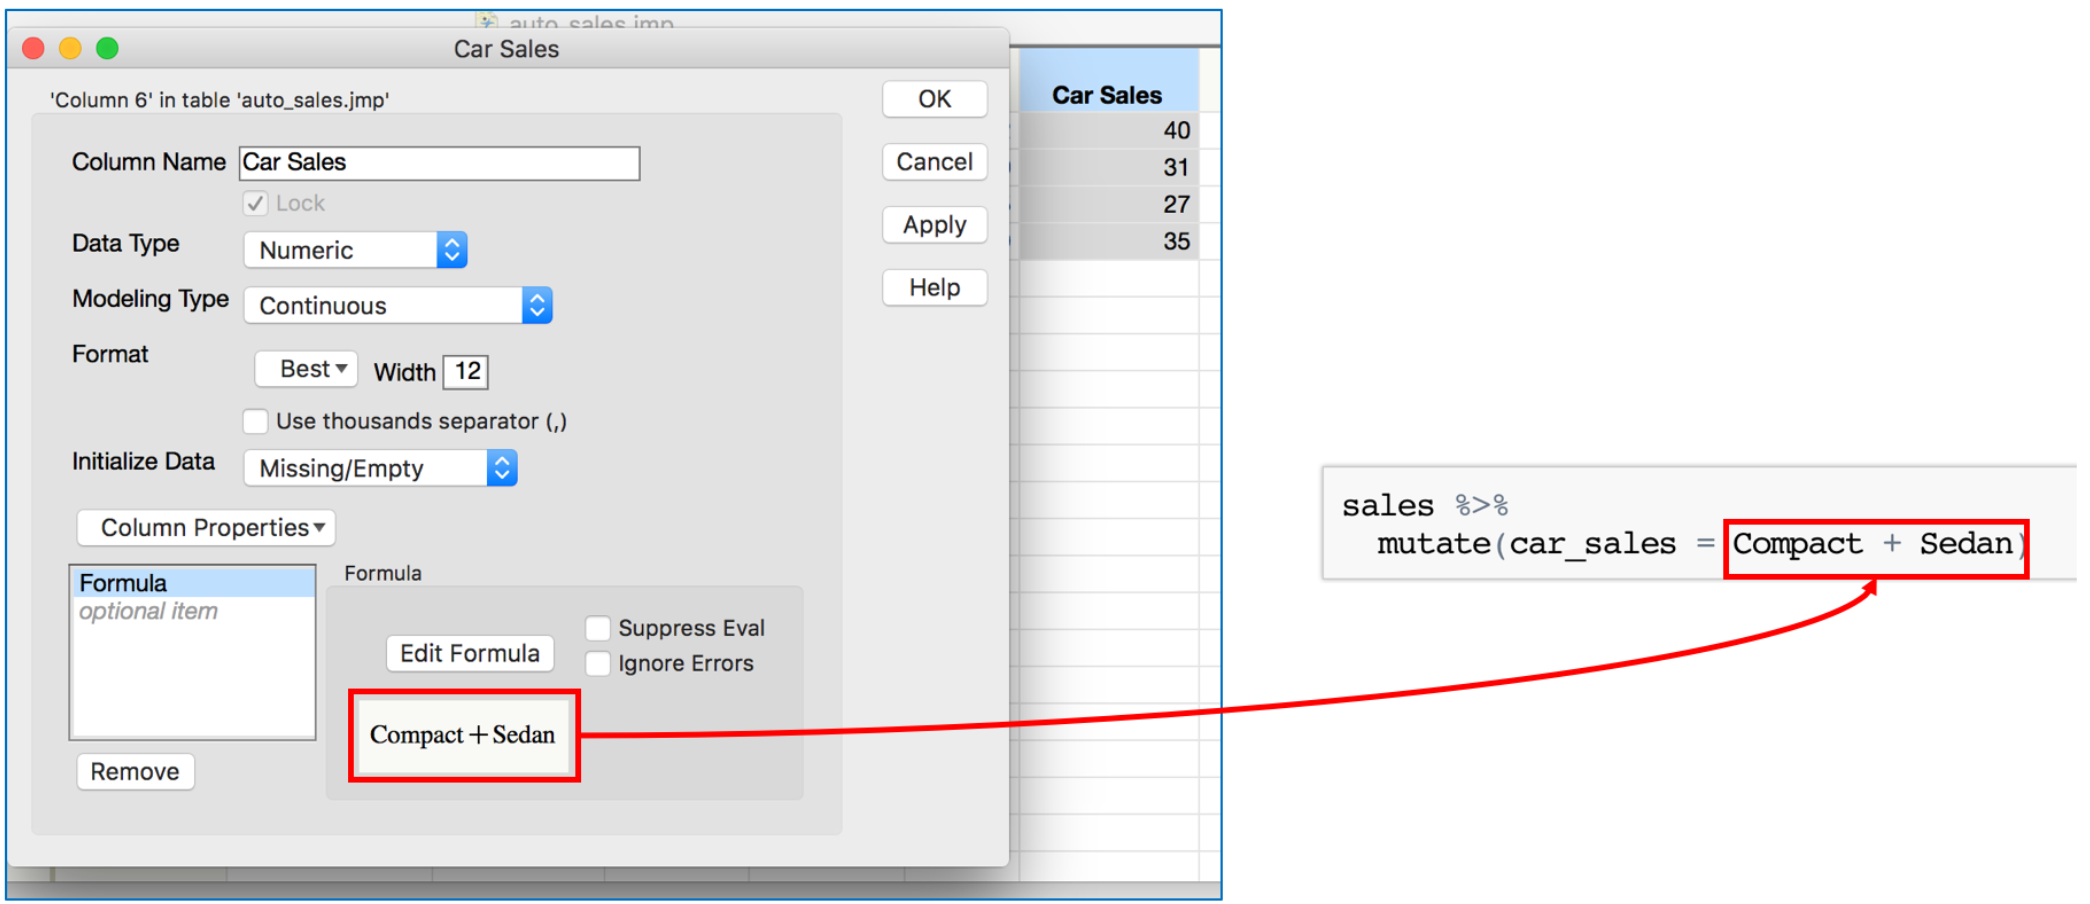 auto_sales.jmp
Car Sales
'Column 6' in table 'auto_sales.jmp'
OK
Column Name Car Sales
Cancel
Lock
Data Type Numeric
Apply
Modeling Type Continuous
Help
Format Best Width 12
Use thousands separator (,)
Initialize Data Missing/Empty
Column Properties
Formula
optional item
Remove
Formula
Edit Formula
Suppress Eval
Ignore Errors
Compact + Sedan
Car Sales
40
31
27
35
sales %>%
mutate(car_sales = Compact + Sedan)